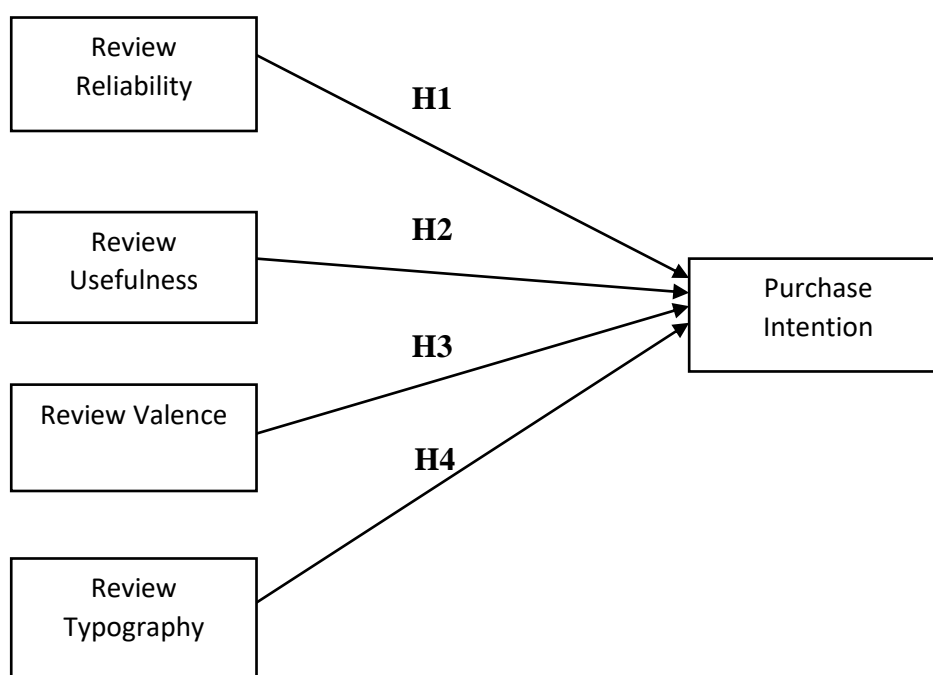 Review
Reliability
H1
Review
Usefulness
H2
Purchase
Intention
H3
Review Valence
H4
Review
Typography